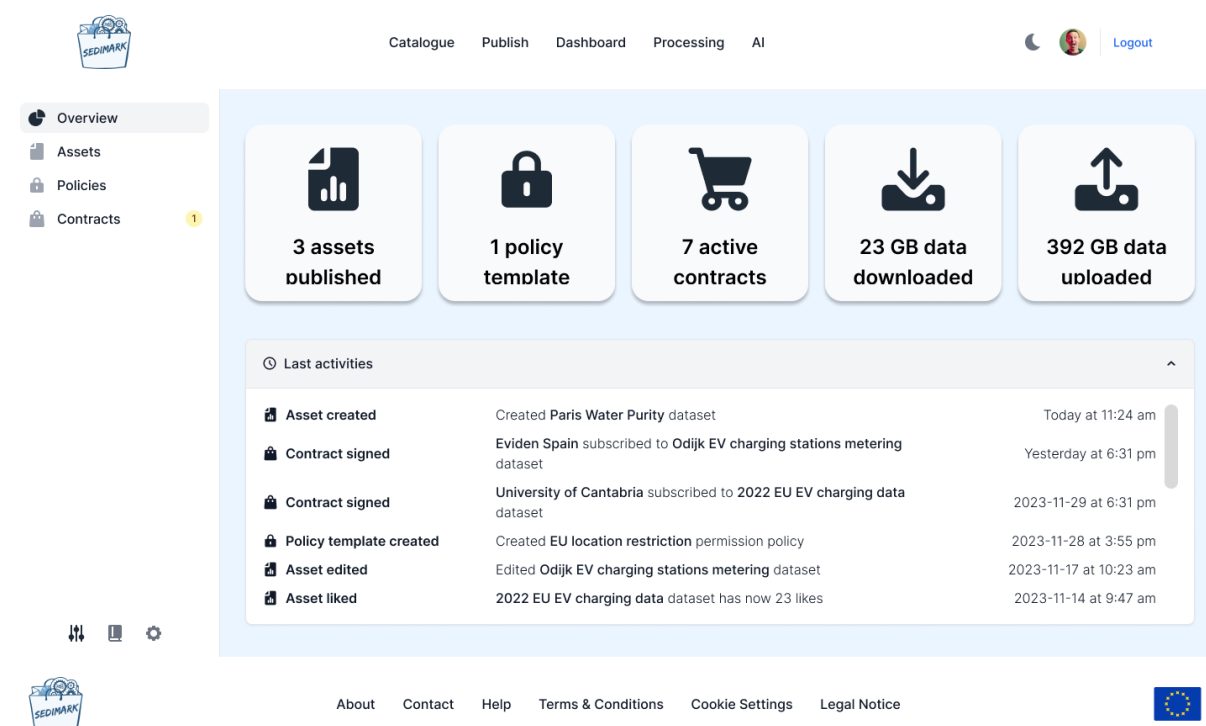 SEDIMARK
Catalogue Publish Dashboard Processing AI Logout
Overview
Assets
Policies
Contracts 1
3 assets
published
1 policy
template
7 active
contracts
23 GB data
downloaded
392 GB data
uploaded
Last activities
Asset created Created Paris Water Purity dataset Today at 11:24 am
Contract signed Eviden Spain subscribed to Odijk EV charging stations metering
dataset Yesterday at 6:31 pm
Contract signed University of Cantabria subscribed to 2022 EU EV charging data
dataset 2023-11-29 at 6:31 pm
Policy template created Created EU location restriction permission policy 2023-11-28 at 3:55 pm
Asset edited Edited Odijk EV charging stations metering dataset 2023-11-17 at 10:23 am
Asset liked 2022 EU EV charging data dataset has now 23 likes 2023-11-14 at 9:47 am
SEDIMARK
About Contact Help Terms & Conditions Cookie Settings Legal Notice